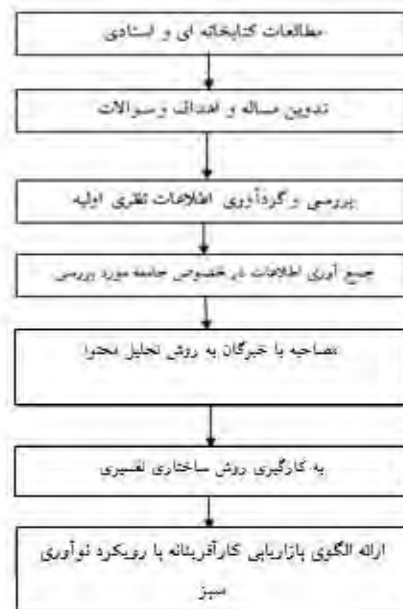 مطالعات کتابخانه ای و اسنادی
تدوین مساله و اهداف و سوالات
بررسی و گردآوری اطلاعات نظری اولیه
جمع آوری اطلاعات در خصوص جامعه مورد بررسی
مصاحبه با خبرگان به روش تحلیل محتوا
به کارگیری روش ساختاری تفسیری
ارائه الگوی بازاریابی کارآفرینانه با رویکرد نوآوری
سبز